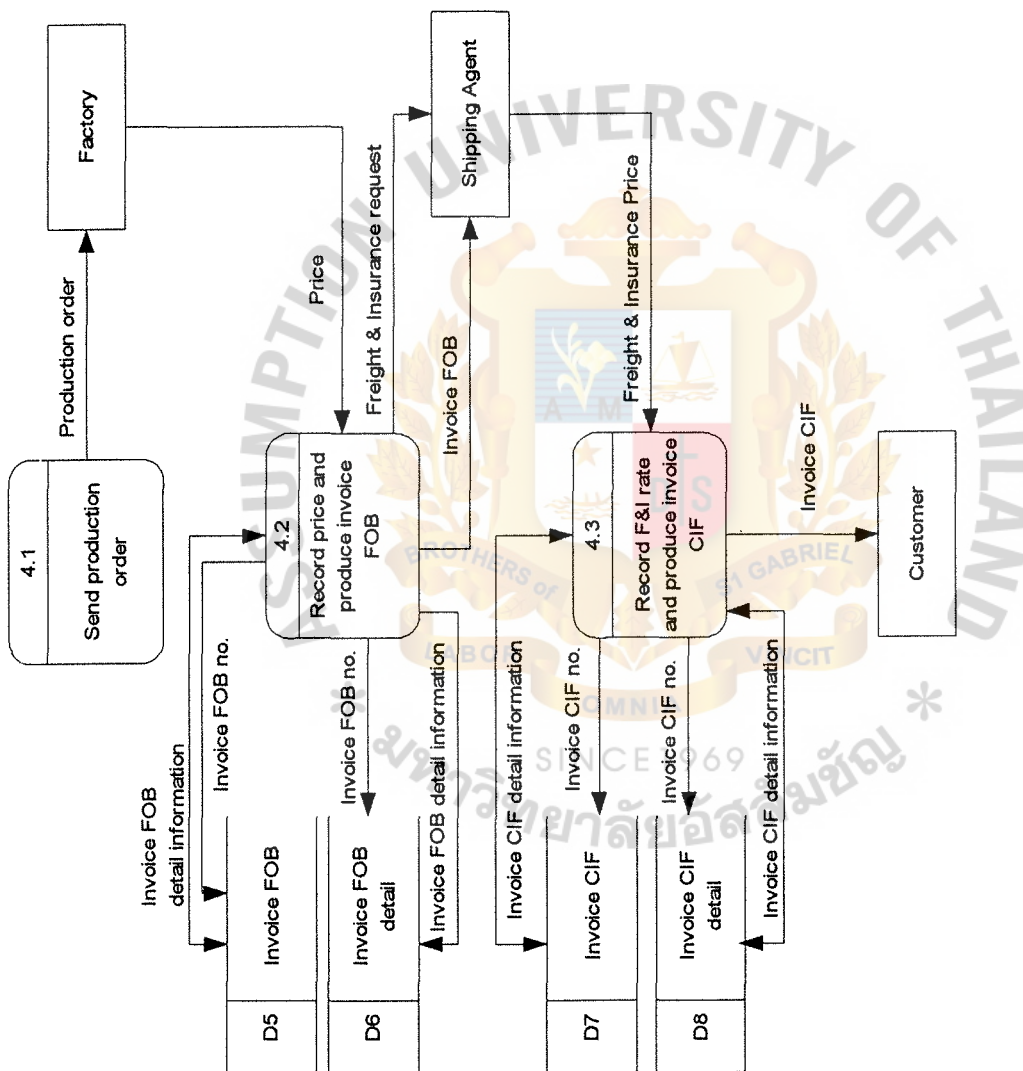 4.1
Send production
order
Production order
Factory
Price
4.2
Record price and
produce invoice
FOB
Freight & Insurance request
Invoice FOB
Shipping Agent
Freight & Insurance Price
4.3
Record F&I rate
and produce invoice
CIF
Invoice CIF
Customer
Invoice FOB
detail information
Invoice FOB no.
D5
Invoice FOB
Invoice FOB no.
D6
Invoice FOB
detail
Invoice FOB detail information
Invoice CIF detail information
D7
Invoice CIF
Invoice CIF no.
D8
Invoice CIF
detail
Invoice CIF no.
Invoice CIF detail information
ASSUMPTION UNIVERSITY OF THAILAND
A M
BROTHERS of ST GABRIEL
LABOR
OMNIA
VINCIT
SINCE 1969
* มหาวิทยาลัยอัสสัมชัญ *